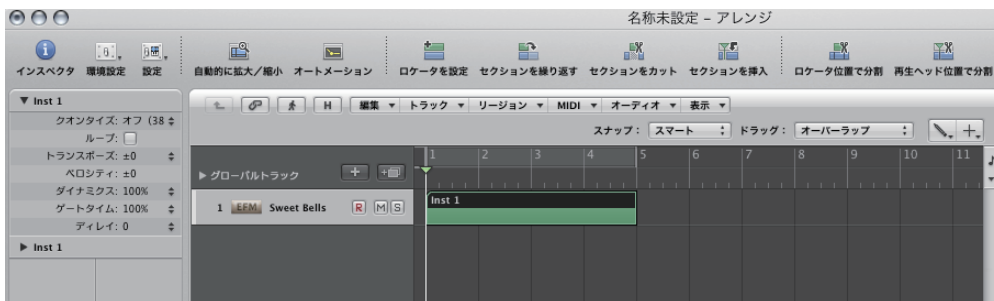 名称未設定 – アレンジ
インスペクタ 環境設定 設定 自動的に拡大/縮小 オートメーション ロケータを設定 セクションを繰り返す セクションをカット セクションを挿入 ロケータ位置で分割 再生ヘッド位置で分割
▼ Inst 1
H 編集 ▼ トラック ▼ リージョン ▼ MIDI ▼ オーディオ ▼ 表示 ▼
クオンタイズ: オフ (38
ループ:
スナップ: スマート ドラッグ: オーバーラップ
トランスポーズ: ±0
1 2 3 4 5 6 7 8 9 10 11
ベロシティ: ±0
▶ グローバルトラック
ダイナミクス: 100%
ゲートタイム: 100%
1 EFM Sweet Bells R M S
Inst 1
ディレイ: 0
▶ Inst 1